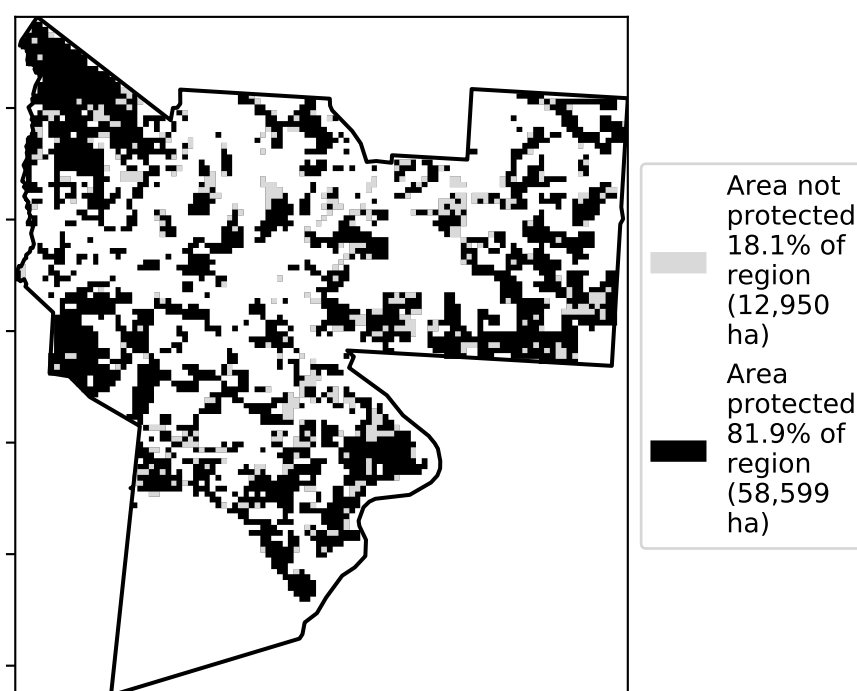 Area not
protected
18.1% of
region
(12,950
ha)
Area
protected
81.9% of
region
(58,599
ha)